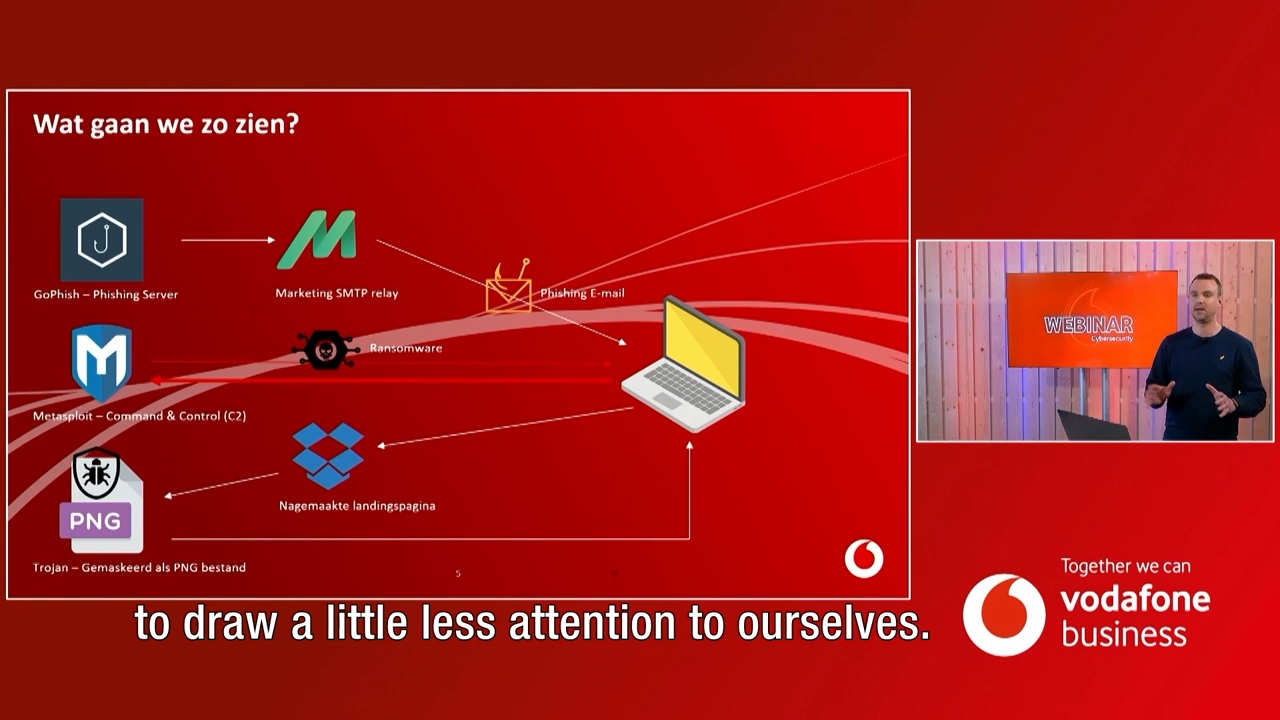 Wat gaan we zo zien?
GoPhish – Phishing Server
Marketing SMTP relay
Phishing E-mail
Ransomware
Metasploit – Command & Control (C2)
Nagemaakte landingspagina
PNG
Trojan – Gemaskeerd als PNG bestand
5
WEBINAR
Cybersecurity
Together we can
vodafone
business
to draw a little less attention to ourselves.